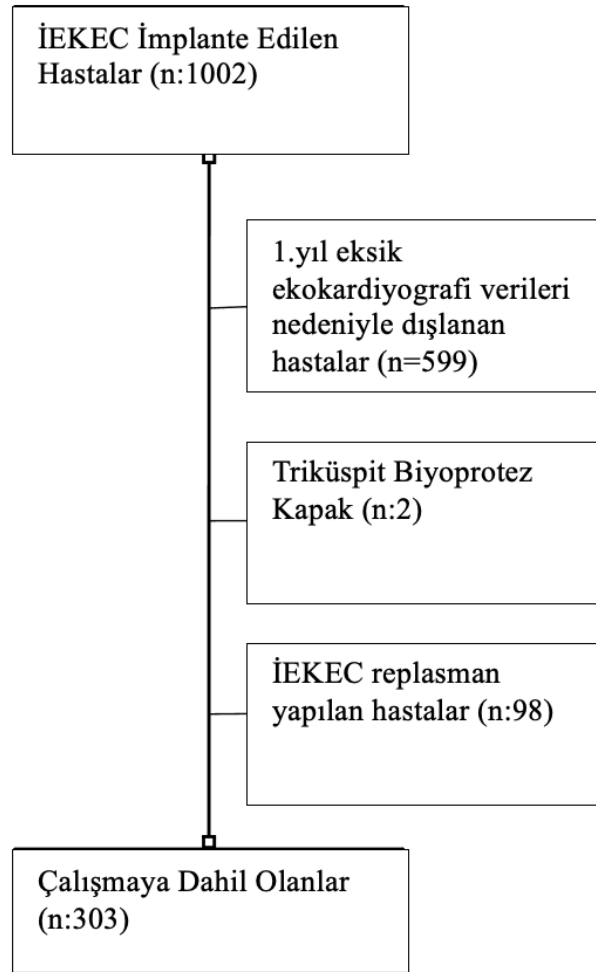 İEKEC İmplante Edilen
Hastalar (n:1002)
1.yıl eksik
ekokardiyografi verileri
nedeniyle dışlanan
hastalar (n=599)
Triküspit Biyoprotez
Kapak (n:2)
İEKEC replasman
yapılan hastalar (n:98)
Çalışmaya Dahil Olanlar
(n:303)